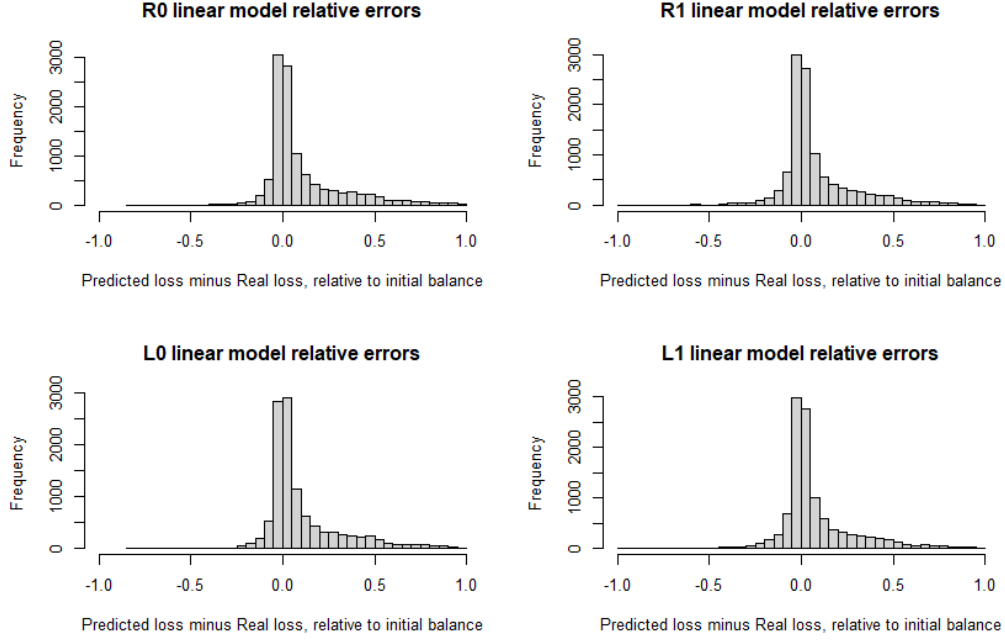 R0 linear model relative errors
Frequency
0 1000 2000 3000
-1.0 -0.5 0.0 0.5 1.0
Predicted loss minus Real loss, relative to initial balance
R1 linear model relative errors
Frequency
0 1000 2000 3000
-1.0 -0.5 0.0 0.5 1.0
Predicted loss minus Real loss, relative to initial balance
L0 linear model relative errors
Frequency
0 1000 2000 3000
-1.0 -0.5 0.0 0.5 1.0
Predicted loss minus Real loss, relative to initial balance
L1 linear model relative errors
Frequency
0 1000 2000 3000
-1.0 -0.5 0.0 0.5 1.0
Predicted loss minus Real loss, relative to initial balance